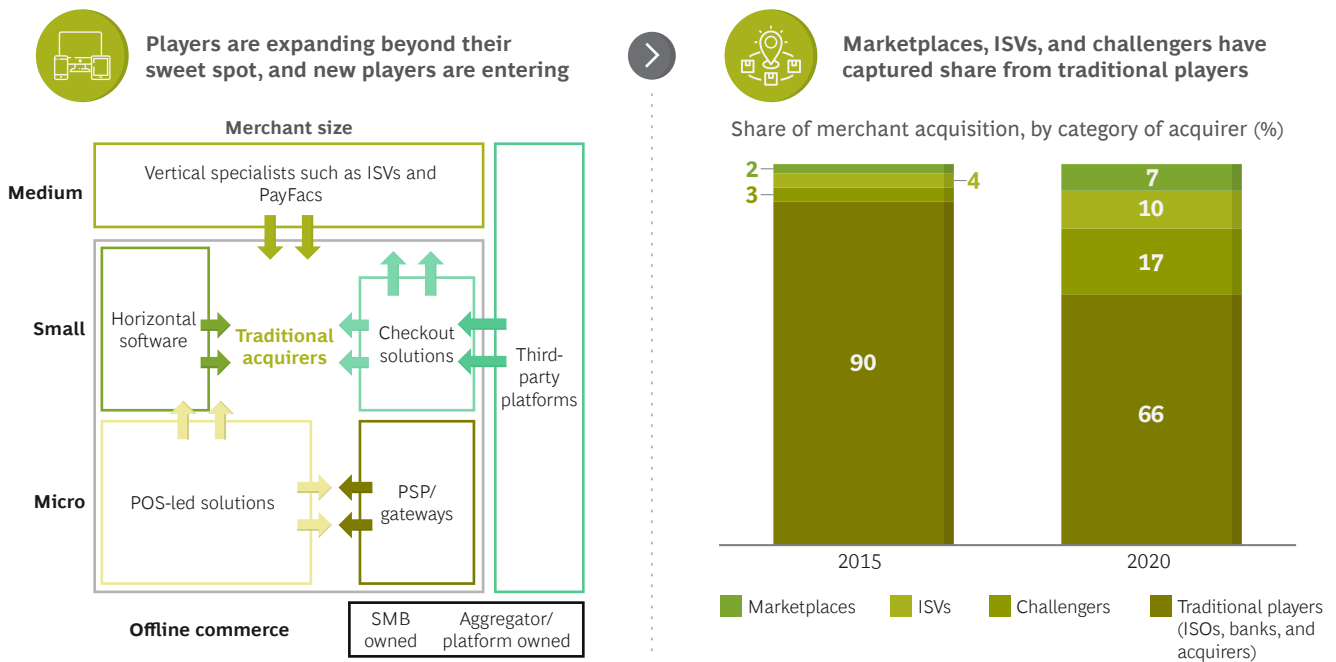 Players are expanding beyond their
sweet spot, and new players are entering
Merchant size
Medium
Vertical specialists such as ISVs and
PayFacs
Small
Horizontal
software
Traditional
acquirers
Checkout
solutions
Third-
party
platforms
Micro
POS-led solutions
PSP/
gateways
Offline commerce
SMB
owned
Aggregator/
platform owned
Marketplaces, ISVs, and challengers have
captured share from traditional players
Share of merchant acquisition, by category of acquirer (%)
2
4
3
90
7
10
17
66
2015
2020
Marketplaces
ISVs
Challengers
Traditional players
(ISOs, banks, and
acquirers)